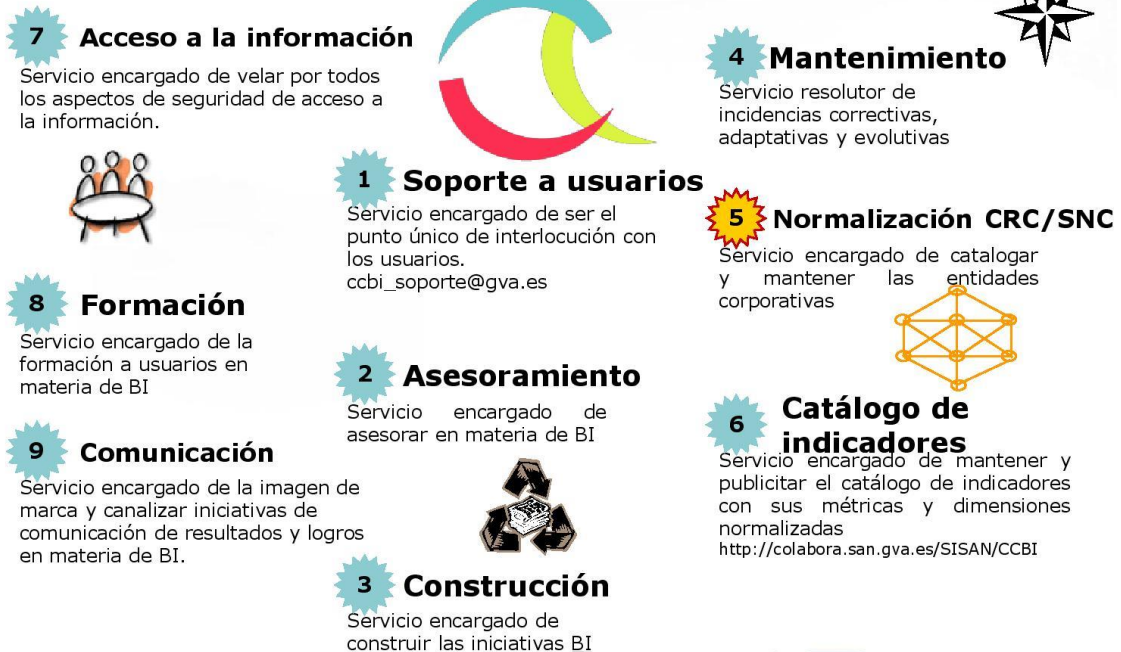 7 Acceso a la información
Servicio encargado de velar por todos
los aspectos de seguridad de acceso a
la información.
8 Formación
Servicio encargado de la
formación a usuarios en
materia de BI
9 Comunicación
Servicio encargado de la imagen de
marca y canalizar iniciativas de
comunicación de resultados y logros
en materia de BI.
1 Soporte a usuarios
Servicio encargado de ser el
punto único de interlocución con
los usuarios.
ccbi_soporte@gva.es
2 Asesoramiento
Servicio encargado de
asesorar en materia de BI
3 Construcción
Servicio encargado de
construir las iniciativas BI
4 Mantenimiento
Servicio resolutor de
incidencias correctivas,
adaptativas y evolutivas
5 Normalización CRC/SNC
Servicio encargado de catalogar
y mantener las entidades
corporativas
6 Catálogo de
indicadores
Servicio encargado de mantener y
publicitar el catálogo de indicadores
con sus métricas y dimensiones
normalizadas
http://colabora.san.gva.es/SISAN/CCBI